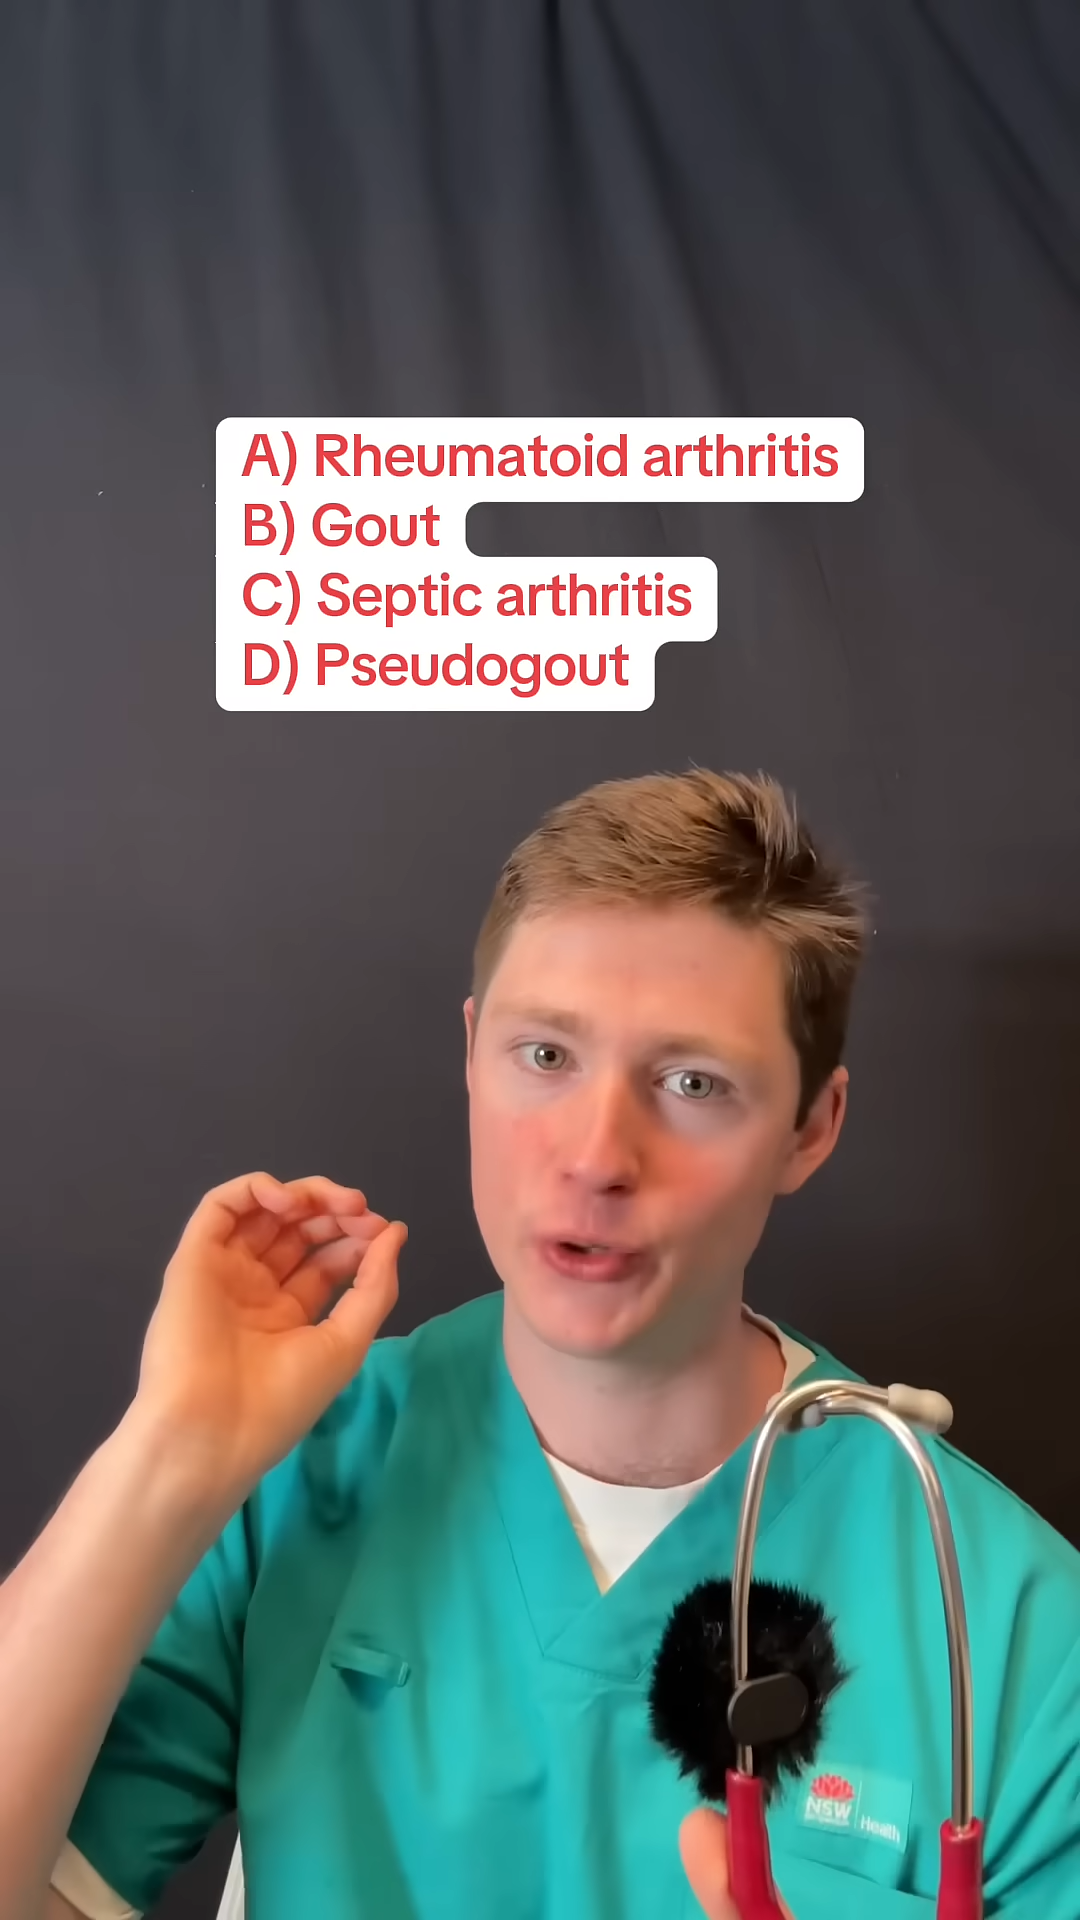 A) Rheumatoid arthritis
B) Gout
C) Septic arthritis
D) Pseudogout
NSW
Health